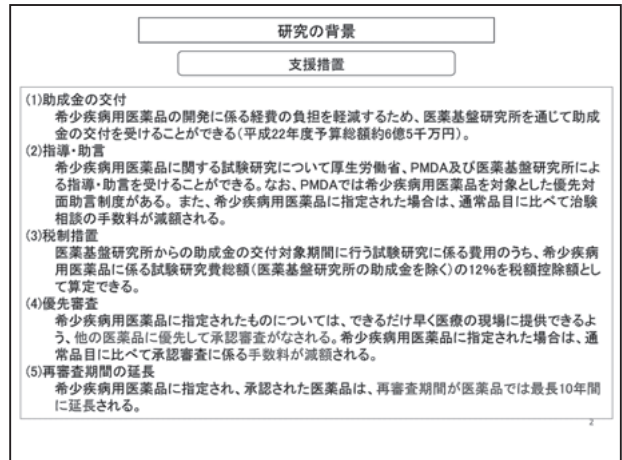 研究の背景
支援措置
(1)助成金の交付
希少疾病用医薬品の開発に係る経費の負担を軽減するため、医薬基盤研究所を通じて助成
金の交付を受けることができる(平成22年度予算総額約6億5千万円)。
(2)指導・助言
希少疾病用医薬品に関する試験研究について厚生労働省、PMDA及び医薬基盤研究所によ
る指導・助言を受けることができる。なお、PMDAでは希少疾病用医薬品を対象とした優先対
面助言制度がある。また、希少疾病用医薬品に指定された場合は、通常品目に比べて治験
相談の手数料が減額される。
(3)税制措置
医薬基盤研究所からの助成金の交付対象期間に行う試験研究に係る費用のうち、希少疾病
用医薬品に係る試験研究費総額(医薬基盤研究所の助成金を除く)の12%を税額控除額とし
て算定できる。
(4)優先審査
希少疾病用医薬品に指定されたものについては、できるだけ早く医療の現場に提供できるよ
う、他の医薬品に優先して承認審査がなされる。希少疾病用医薬品に指定された場合は、通
常品目に比べて承認審査に係る手数料が減額される。
(5)再審査期間の延長
希少疾病用医薬品に指定され、承認された医薬品は、再審査期間が医薬品では最長10年間
に延長される。
2